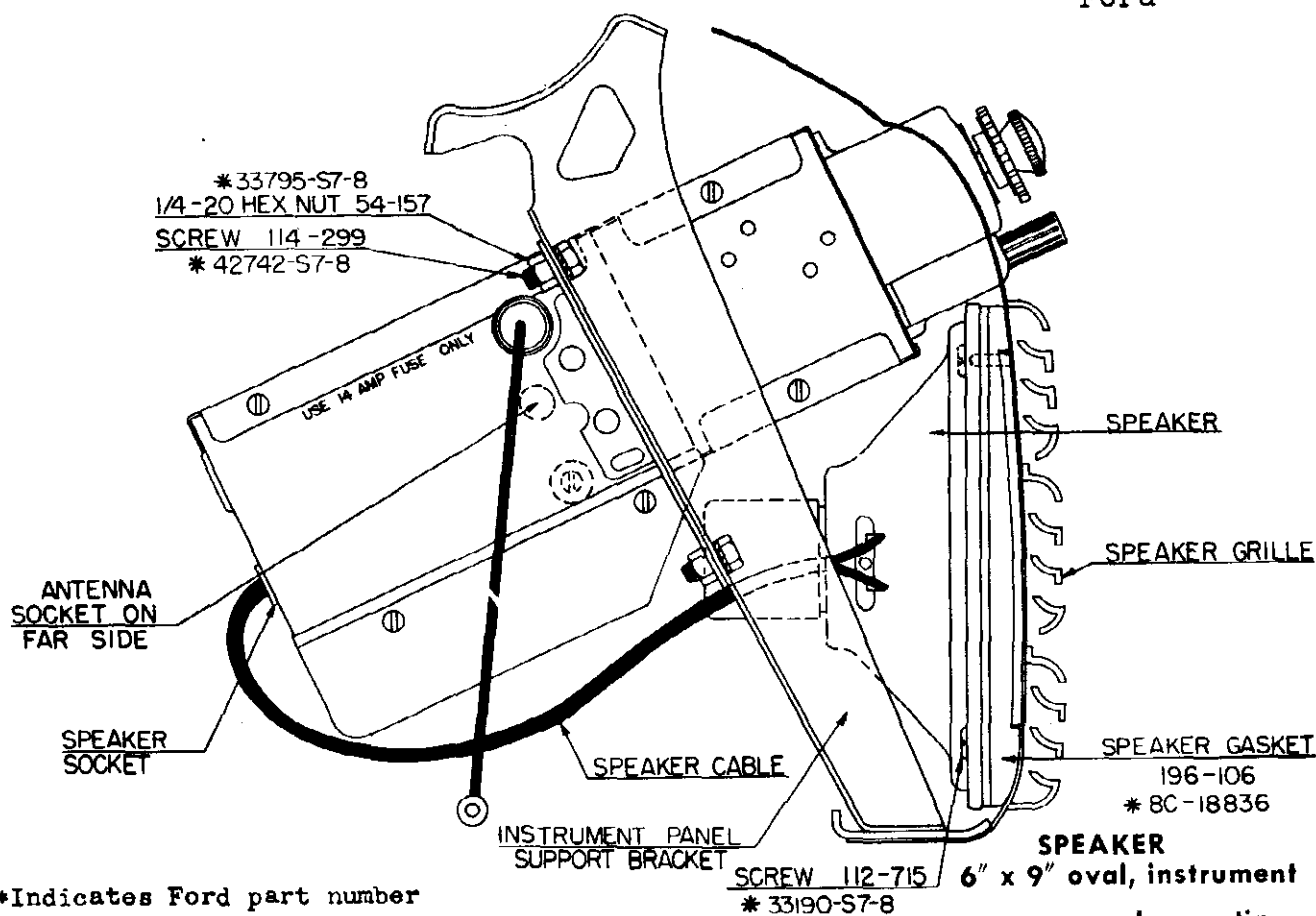 *33795-S7-8
1/4-20 HEX NUT 54-157
SCREW 114-299
* 42742-S7-8
USE 14 AMP FUSE ONLY
SPEAKER
SPEAKER GRILLE
ANTENNA
SOCKET ON
FAR SIDE
SPEAKER
SOCKET
SPEAKER CABLE
SPEAKER GASKET
196-106
* 8C-18836
INSTRUMENT PANEL
SUPPORT BRACKET
SCREW 112-715
* 33190-S7-8
SPEAKER
6" x 9" oval, instrument
*Indicates Ford part number